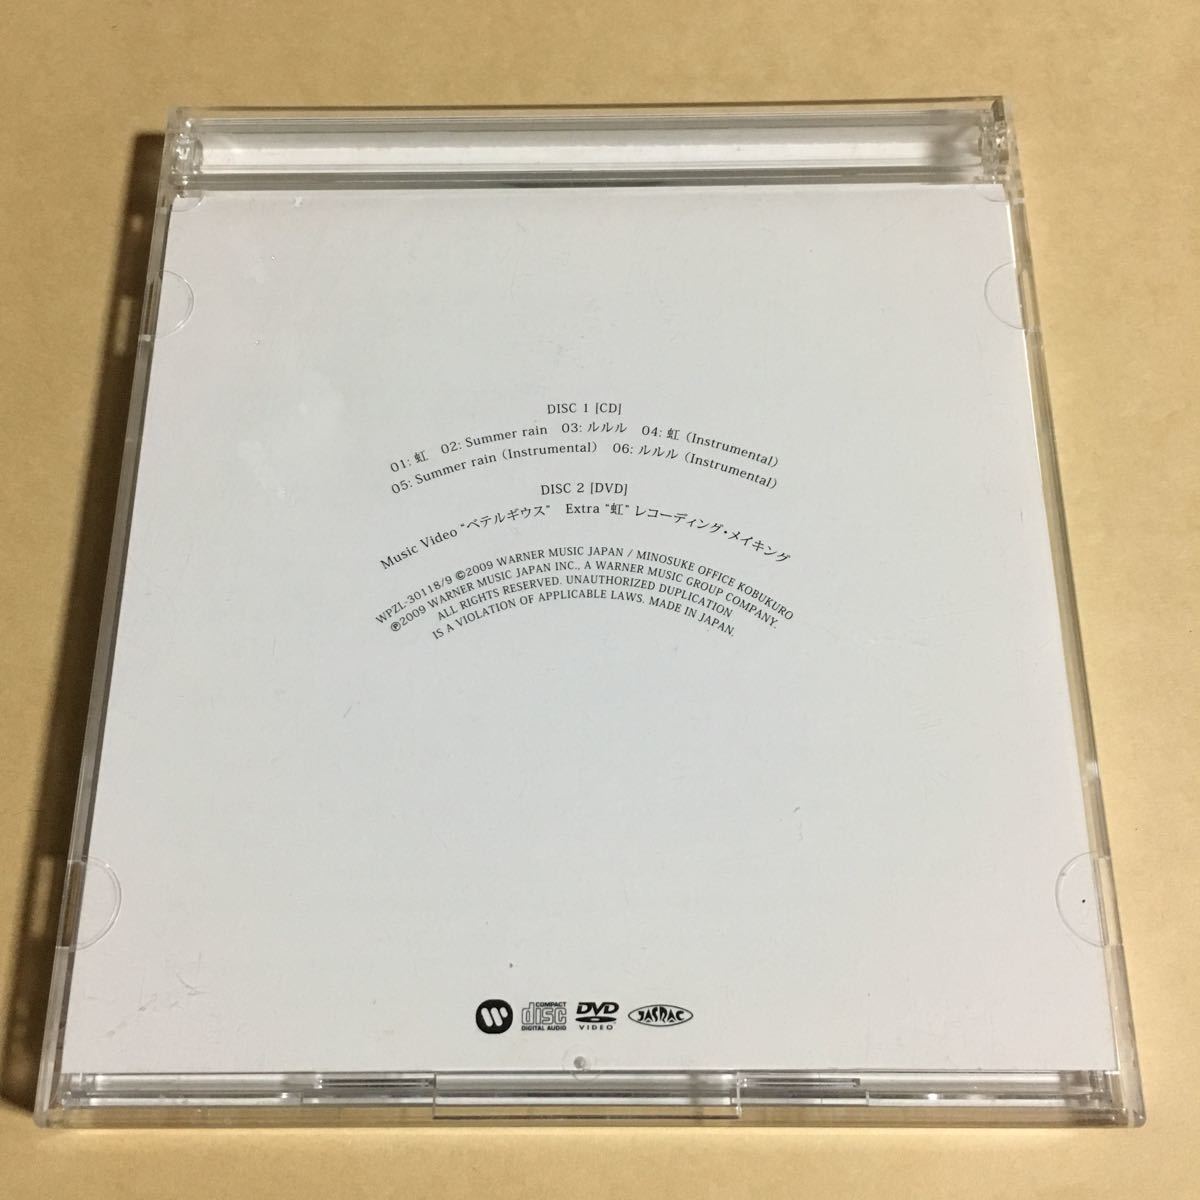 DISC 1 [CD]
01: 虹　02: Summer rain　03: ルルル　04: 虹（Instrumental）
05: Summer rain（Instrumental）　06: ルルル（Instrumental）
DISC 2 [DVD]
Music Video "ベテルギウス"　Extra "虹" レコーディング・メイキング
WPZL-30118/9 ©2009 WARNER MUSIC JAPAN / MINOSUKE OFFICE KOBUKURO
℗2009 WARNER MUSIC JAPAN INC., A WARNER MUSIC GROUP COMPANY.
ALL RIGHTS RESERVED. UNAUTHORIZED DUPLICATION
IS A VIOLATION OF APPLICABLE LAWS. MADE IN JAPAN.
COMPACT disc DIGITAL AUDIO DVD VIDEO JASRAC